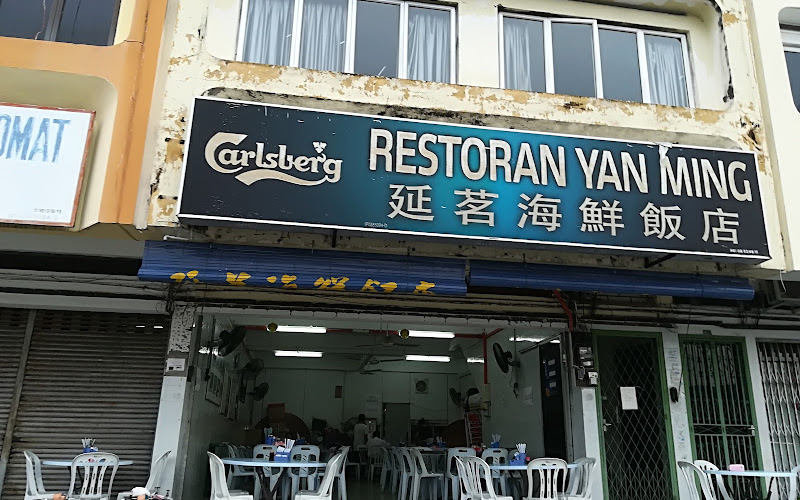 OMAT
Carlsberg
RESTORAN YAN MING
延茗海鮮飯店